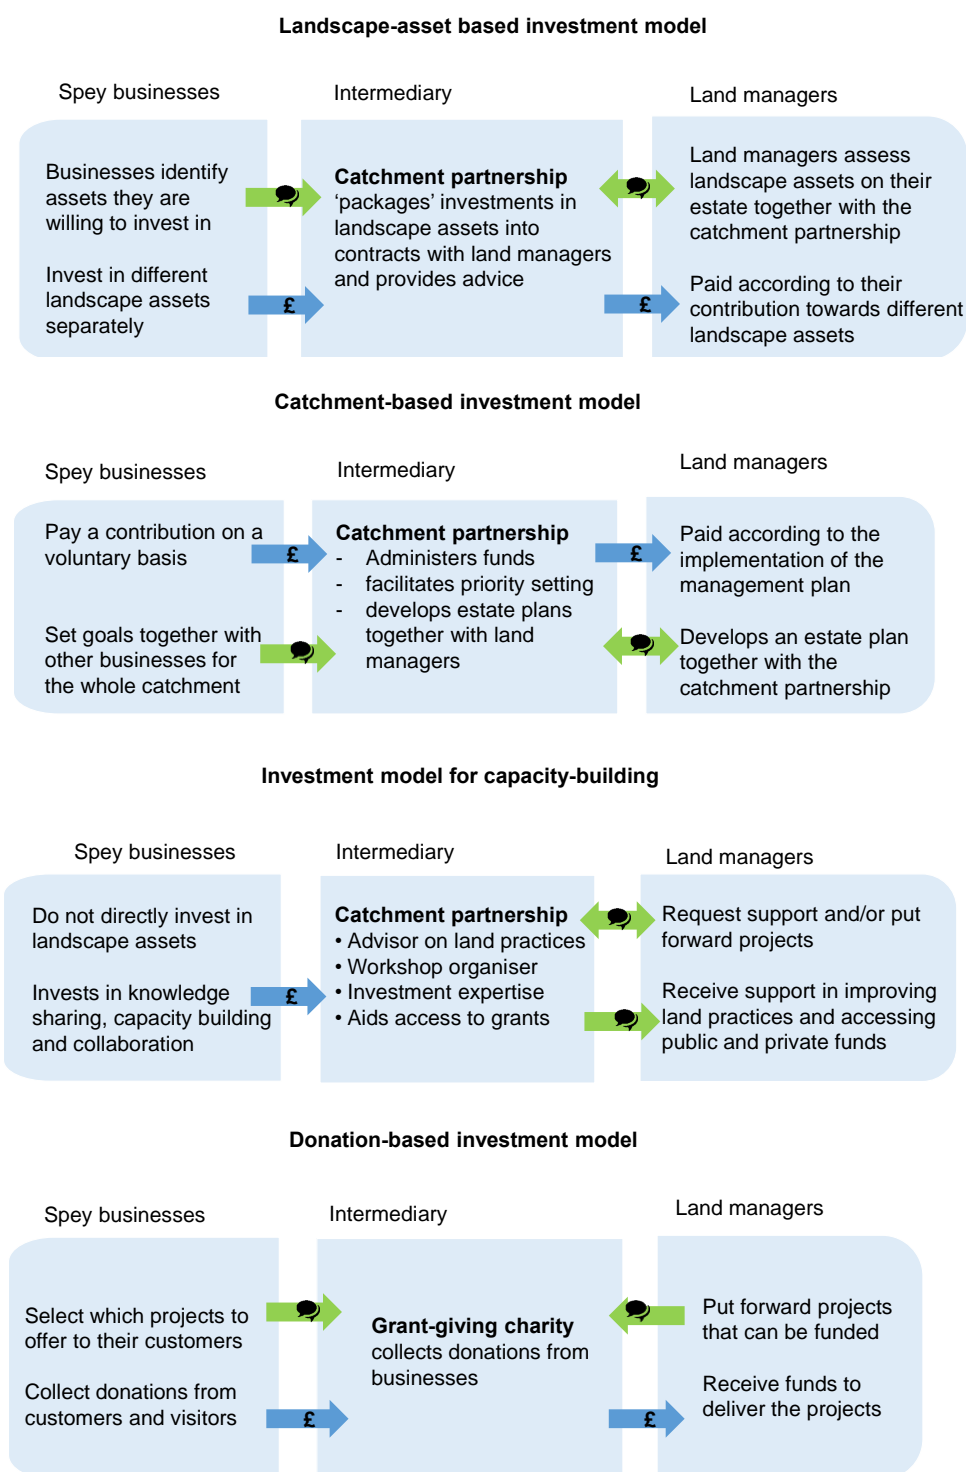 Landscape-asset based investment model
Spey businesses
Intermediary
Land managers
Businesses identify
assets they are
willing to invest in
Invest in different
landscape assets
separately
£
Catchment partnership
‘packages’ investments in
landscape assets into
contracts with land managers
and provides advice
£
Land managers assess
landscape assets on their
estate together with the
catchment partnership
Paid according to their
contribution towards different
landscape assets
Catchment-based investment model
Spey businesses
Intermediary
Land managers
Pay a contribution on a
voluntary basis
£
Set goals together with
other businesses for
the whole catchment
Catchment partnership
- Administers funds
- facilitates priority setting
- develops estate plans
together with land
managers
£
Paid according to the
implementation of the
management plan
Develops an estate plan
together with the
catchment partnership
Investment model for capacity-building
Spey businesses
Intermediary
Land managers
Do not directly invest in
landscape assets
Invests in knowledge
sharing, capacity building
and collaboration
£
Catchment partnership
• Advisor on land practices
• Workshop organiser
• Investment expertise
• Aids access to grants
Request support and/or put
forward projects
Receive support in improving
land practices and accessing
public and private funds
Donation-based investment model
Spey businesses
Intermediary
Land managers
Select which projects to
offer to their customers
Collect donations from
customers and visitors
£
Grant-giving charity
collects donations from
businesses
£
Put forward projects
that can be funded
Receive funds to
deliver the projects